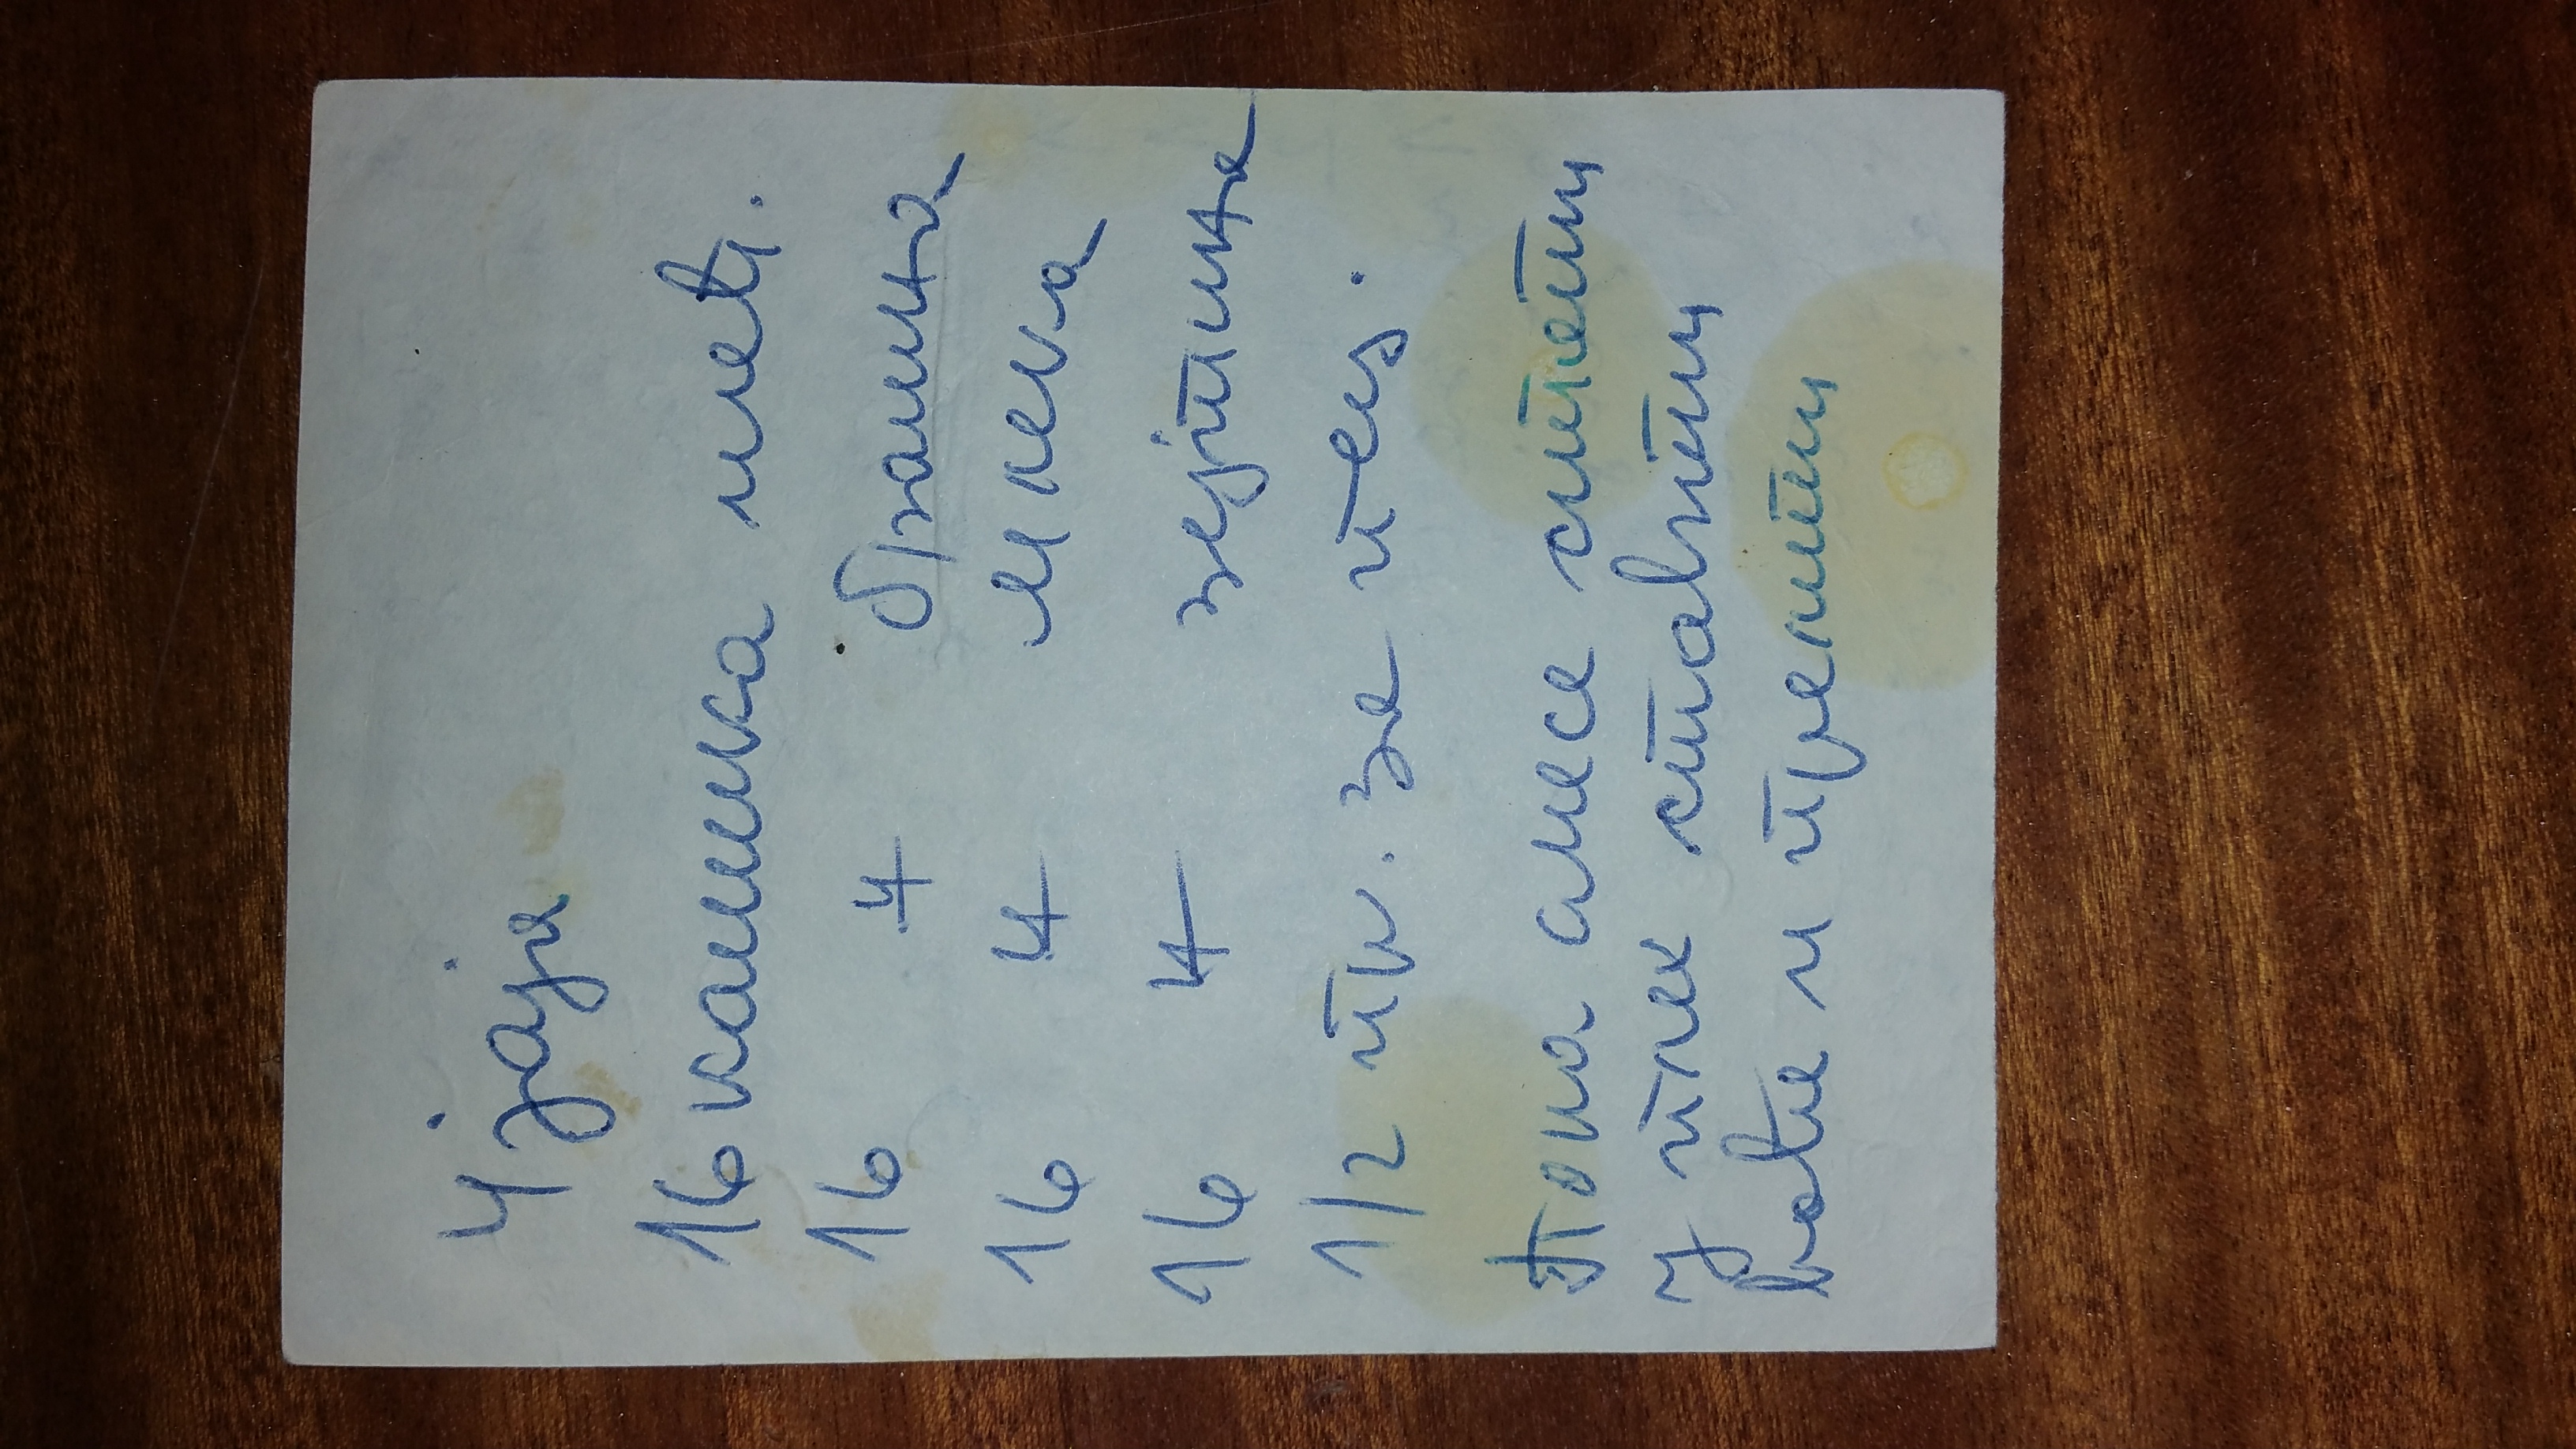 4 јаја
16 кашика шећ.
16 -"- брашна
16 -"- млека
16 -"- зејтина
1/2 пр. за пец.
Пола смесе сипати
у плех ставити
воће и прелити